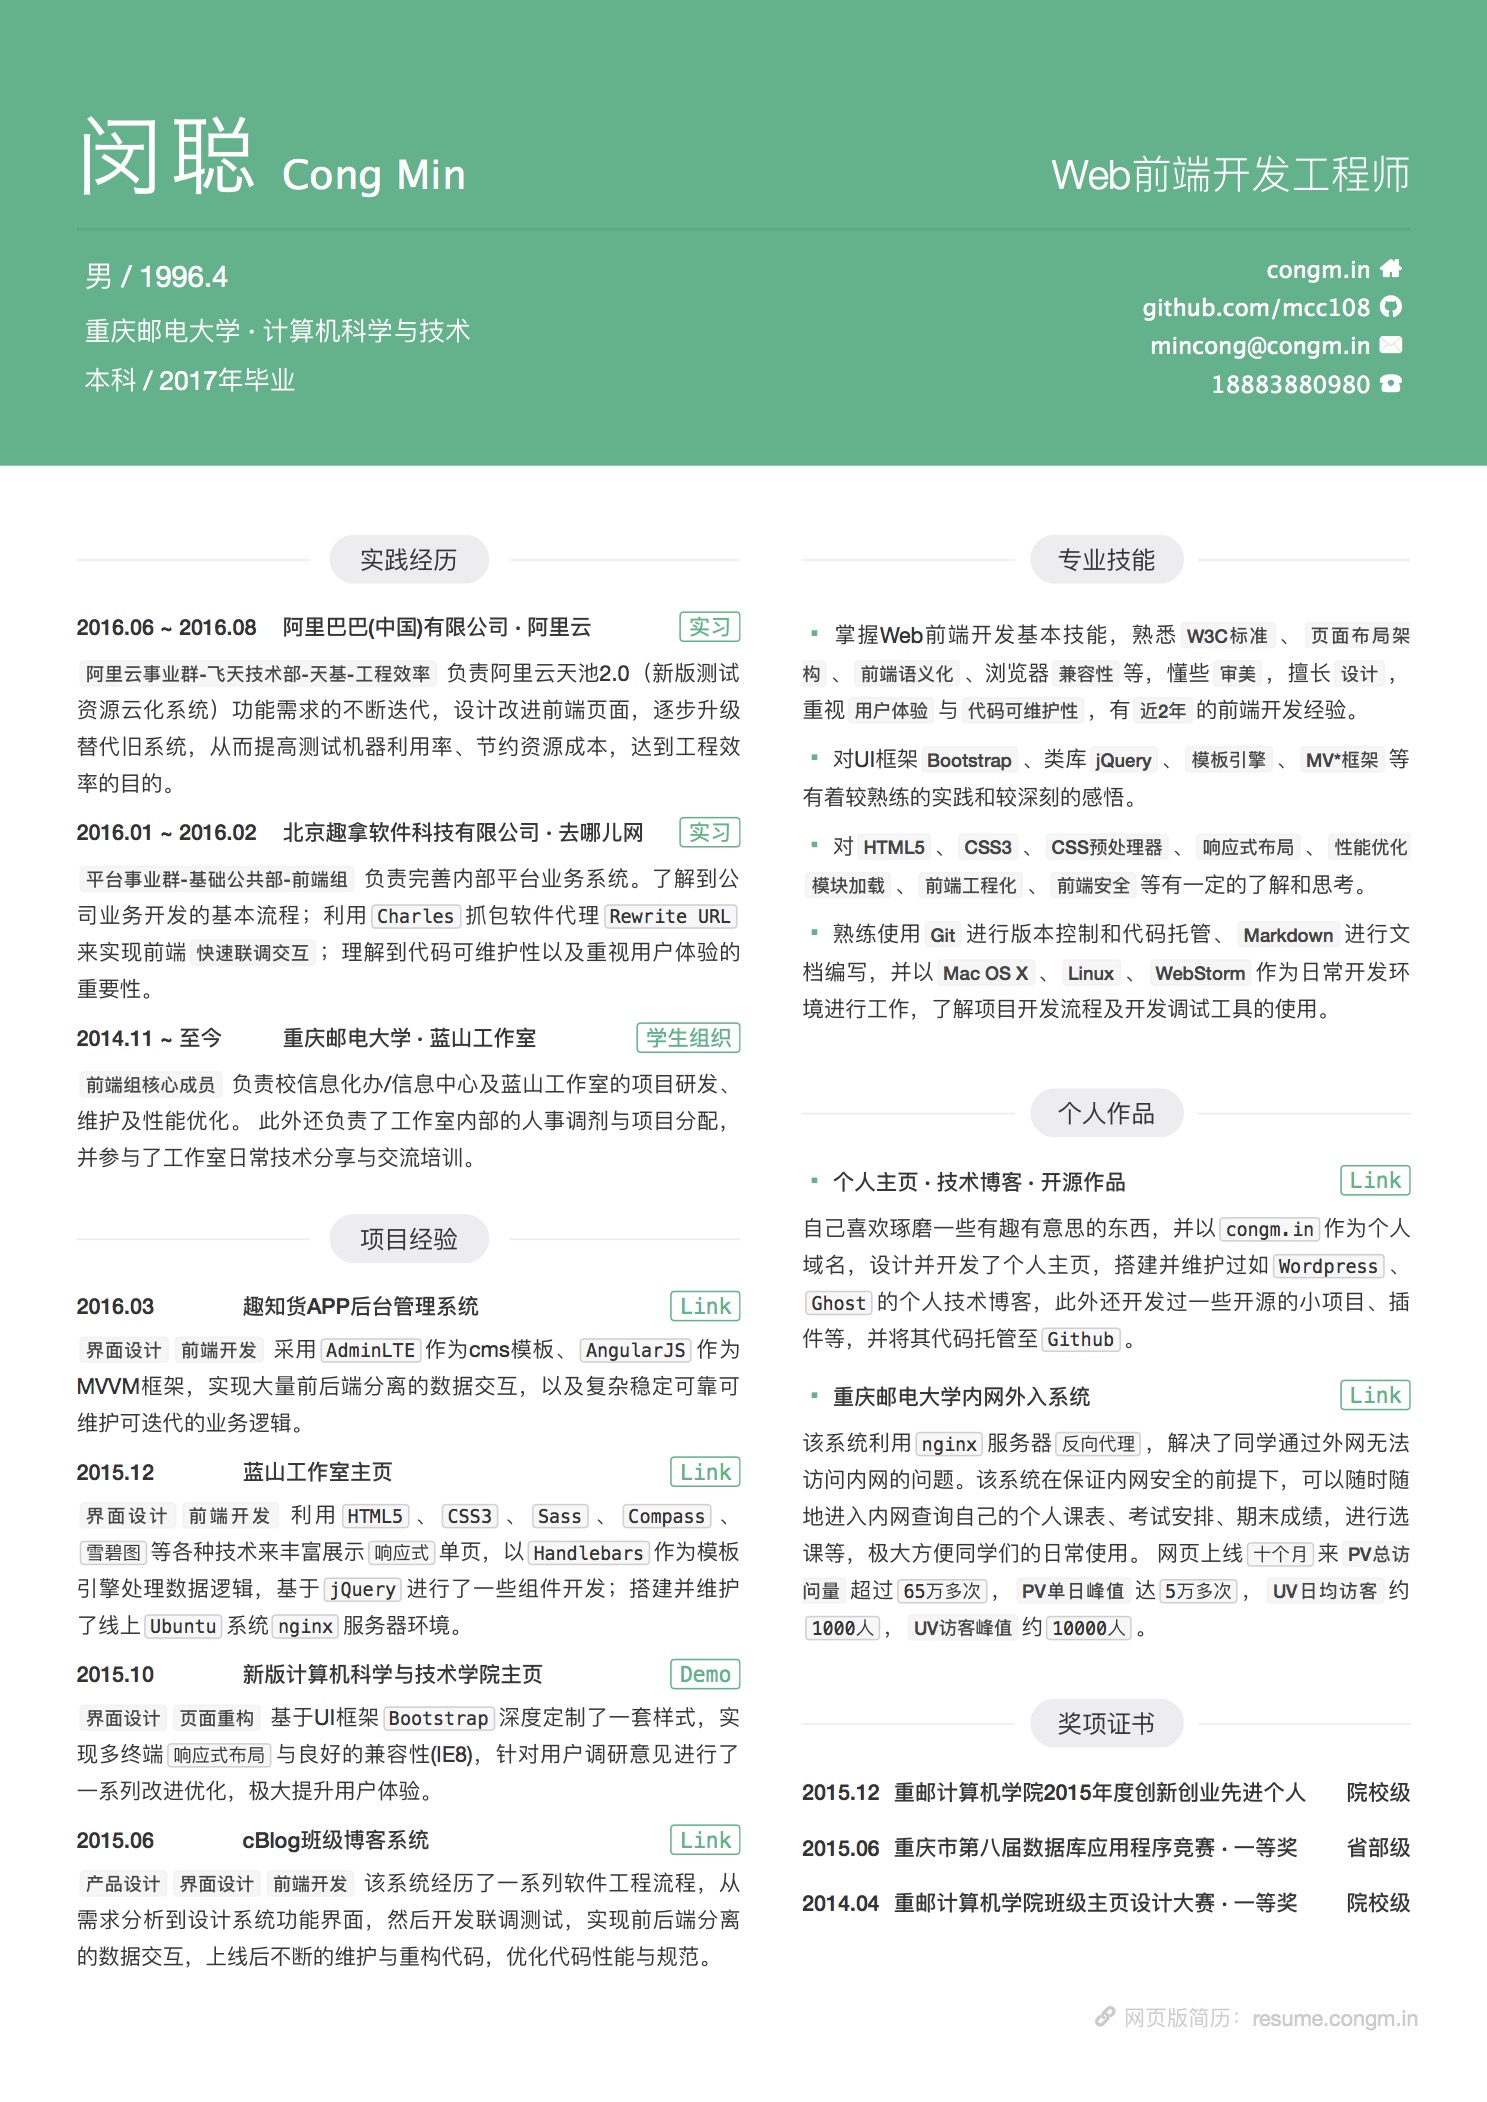 闵聪 Cong Min
Web前端开发工程师
男 / 1996.4
重庆邮电大学 · 计算机科学与技术
本科 / 2017年毕业
congm.in
github.com/mcc108
mincong@congm.in
18883880980
实践经历
2016.06 ~ 2016.08 阿里巴巴(中国)有限公司 · 阿里云 实习
阿里云事业群-飞天技术部-天基-工程效率 负责阿里云天池2.0（新版测试
资源云化系统）功能需求的不断迭代，设计改进前端页面，逐步升级
替代旧系统，从而提高测试机器利用率、节约资源成本，达到工程效
率的目的。
2016.01 ~ 2016.02 北京趣拿软件科技有限公司 · 去哪儿网 实习
平台事业群-基础公共部-前端组 负责完善内部平台业务系统。了解到公
司业务开发的基本流程；利用 Charles 抓包软件代理 Rewrite URL
来实现前端 快速联调交互 ；理解到代码可维护性以及重视用户体验的
重要性。
2014.11 ~ 至今 重庆邮电大学 · 蓝山工作室 学生组织
前端组核心成员 负责校信息化办/信息中心及蓝山工作室的项目研发、
维护及性能优化。 此外还负责了工作室内部的人事调剂与项目分配，
并参与了工作室日常技术分享与交流培训。
项目经验
2016.03 趣知货APP后台管理系统 Link
界面设计 前端开发 采用 AdminLTE 作为cms模板、 AngularJS 作为
MVVM框架，实现大量前后端分离的数据交互，以及复杂稳定可靠可
维护可迭代的业务逻辑。
2015.12 蓝山工作室主页 Link
界面设计 前端开发 利用 HTML5 、 CSS3 、 Sass 、 Compass 、
雪碧图 等各种技术来丰富展示 响应式 单页，以 Handlebars 作为模板
引擎处理数据逻辑，基于 jQuery 进行了一些组件开发；搭建并维护
了线上 Ubuntu 系统 nginx 服务器环境。
2015.10 新版计算机科学与技术学院主页 Demo
界面设计 页面重构 基于UI框架 Bootstrap 深度定制了一套样式，实
现多终端 响应式布局 与良好的兼容性(IE8)，针对用户调研意见进行了
一系列改进优化，极大提升用户体验。
2015.06 cBlog班级博客系统 Link
产品设计 界面设计 前端开发 该系统经历了一系列软件工程流程，从
需求分析到设计系统功能界面，然后开发联调测试，实现前后端分离
的数据交互，上线后不断的维护与重构代码，优化代码性能与规范。
专业技能
▪ 掌握Web前端开发基本技能，熟悉 W3C标准 、 页面布局架
构 、 前端语义化 、浏览器 兼容性 等，懂些 审美 ，擅长 设计 ，
重视 用户体验 与 代码可维护性 ，有 近2年 的前端开发经验。
▪ 对UI框架 Bootstrap 、类库 jQuery 、 模板引擎 、 MV*框架 等
有着较熟练的实践和较深刻的感悟。
▪ 对 HTML5 、 CSS3 、 CSS预处理器 、 响应式布局 、 性能优化
模块加载 、 前端工程化 、 前端安全 等有一定的了解和思考。
▪ 熟练使用 Git 进行版本控制和代码托管、 Markdown 进行文
档编写，并以 Mac OS X 、 Linux 、 WebStorm 作为日常开发环
境进行工作，了解项目开发流程及开发调试工具的使用。
个人作品
▪ 个人主页 · 技术博客 · 开源作品 Link
自己喜欢琢磨一些有趣有意思的东西，并以 congm.in 作为个人
域名，设计并开发了个人主页，搭建并维护过如 Wordpress 、
Ghost 的个人技术博客，此外还开发过一些开源的小项目、插
件等，并将其代码托管至 Github 。
▪ 重庆邮电大学内网外入系统 Link
该系统利用 nginx 服务器 反向代理 ，解决了同学通过外网无法
访问内网的问题。该系统在保证内网安全的前提下，可以随时随
地进入内网查询自己的个人课表、考试安排、期末成绩，进行选
课等，极大方便同学们的日常使用。 网页上线 十个月 来 PV总访
问量 超过 65万多次 ， PV单日峰值 达 5万多次 ， UV日均访客 约
1000人 ， UV访客峰值 约 10000人 。
奖项证书
2015.12 重邮计算机学院2015年度创新创业先进个人 院校级
2015.06 重庆市第八届数据库应用程序竞赛 · 一等奖 省部级
2014.04 重邮计算机学院班级主页设计大赛 · 一等奖 院校级
网页版简历：resume.congm.in